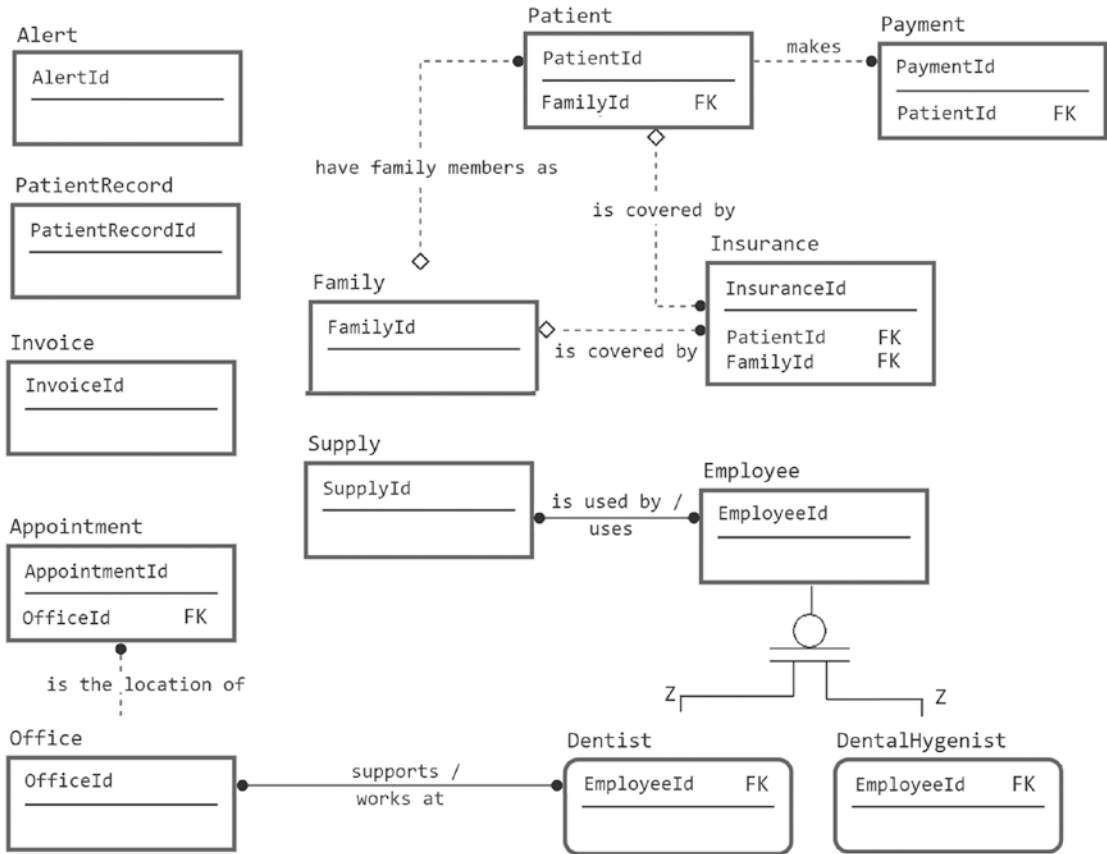 Alert
AlertId
PatientRecord
PatientRecordId
Invoice
InvoiceId
Appointment
AppointmentId
OfficeId FK
is the location of
Office
OfficeId
Patient
PatientId
FamilyId FK
makes
Payment
PaymentId
PatientId FK
have family members as
is covered by
Insurance
InsuranceId
PatientId FK
FamilyId FK
Family
FamilyId
is covered by
Supply
SupplyId
is used by /
uses
Employee
EmployeeId
Z
Z
supports /
works at
Dentist
EmployeeId FK
DentalHygenist
EmployeeId FK